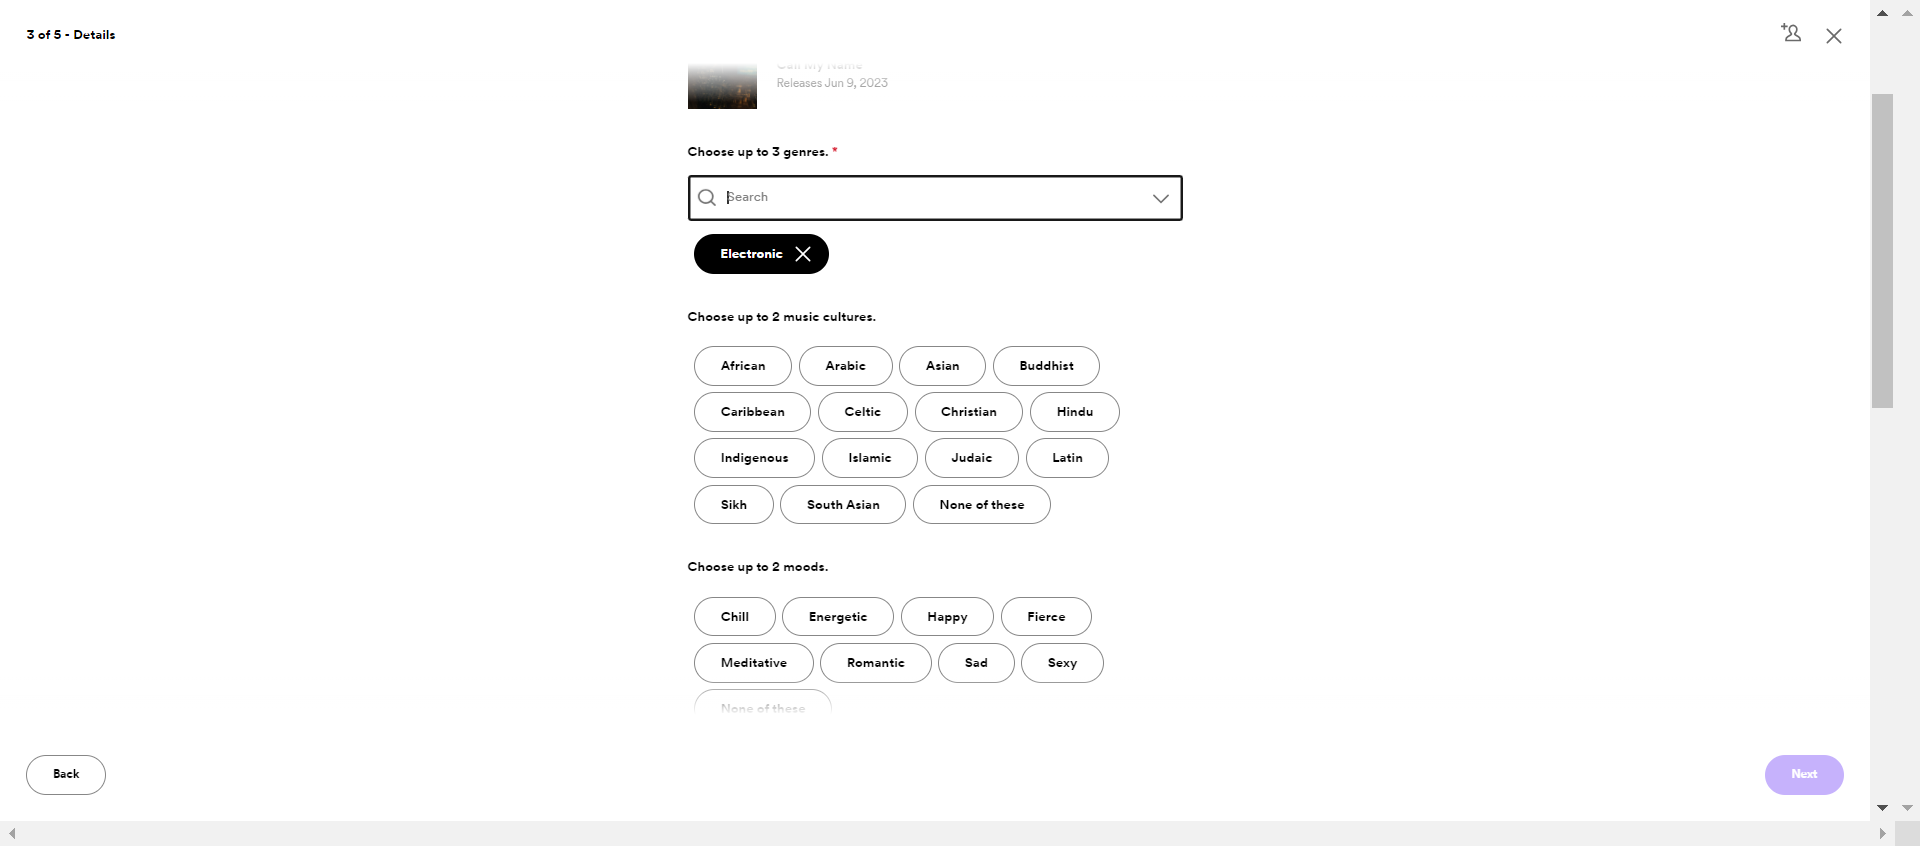 3 of 5 - Details
Call My Name
Releases Jun 9, 2023
Choose up to 3 genres. *
Search
Electronic
Choose up to 2 music cultures.
African Arabic Asian Buddhist
Caribbean Celtic Christian Hindu
Indigenous Islamic Judaic Latin
Sikh South Asian None of these
Choose up to 2 moods.
Chill Energetic Happy Fierce
Meditative Romantic Sad Sexy
None of these
Back Next